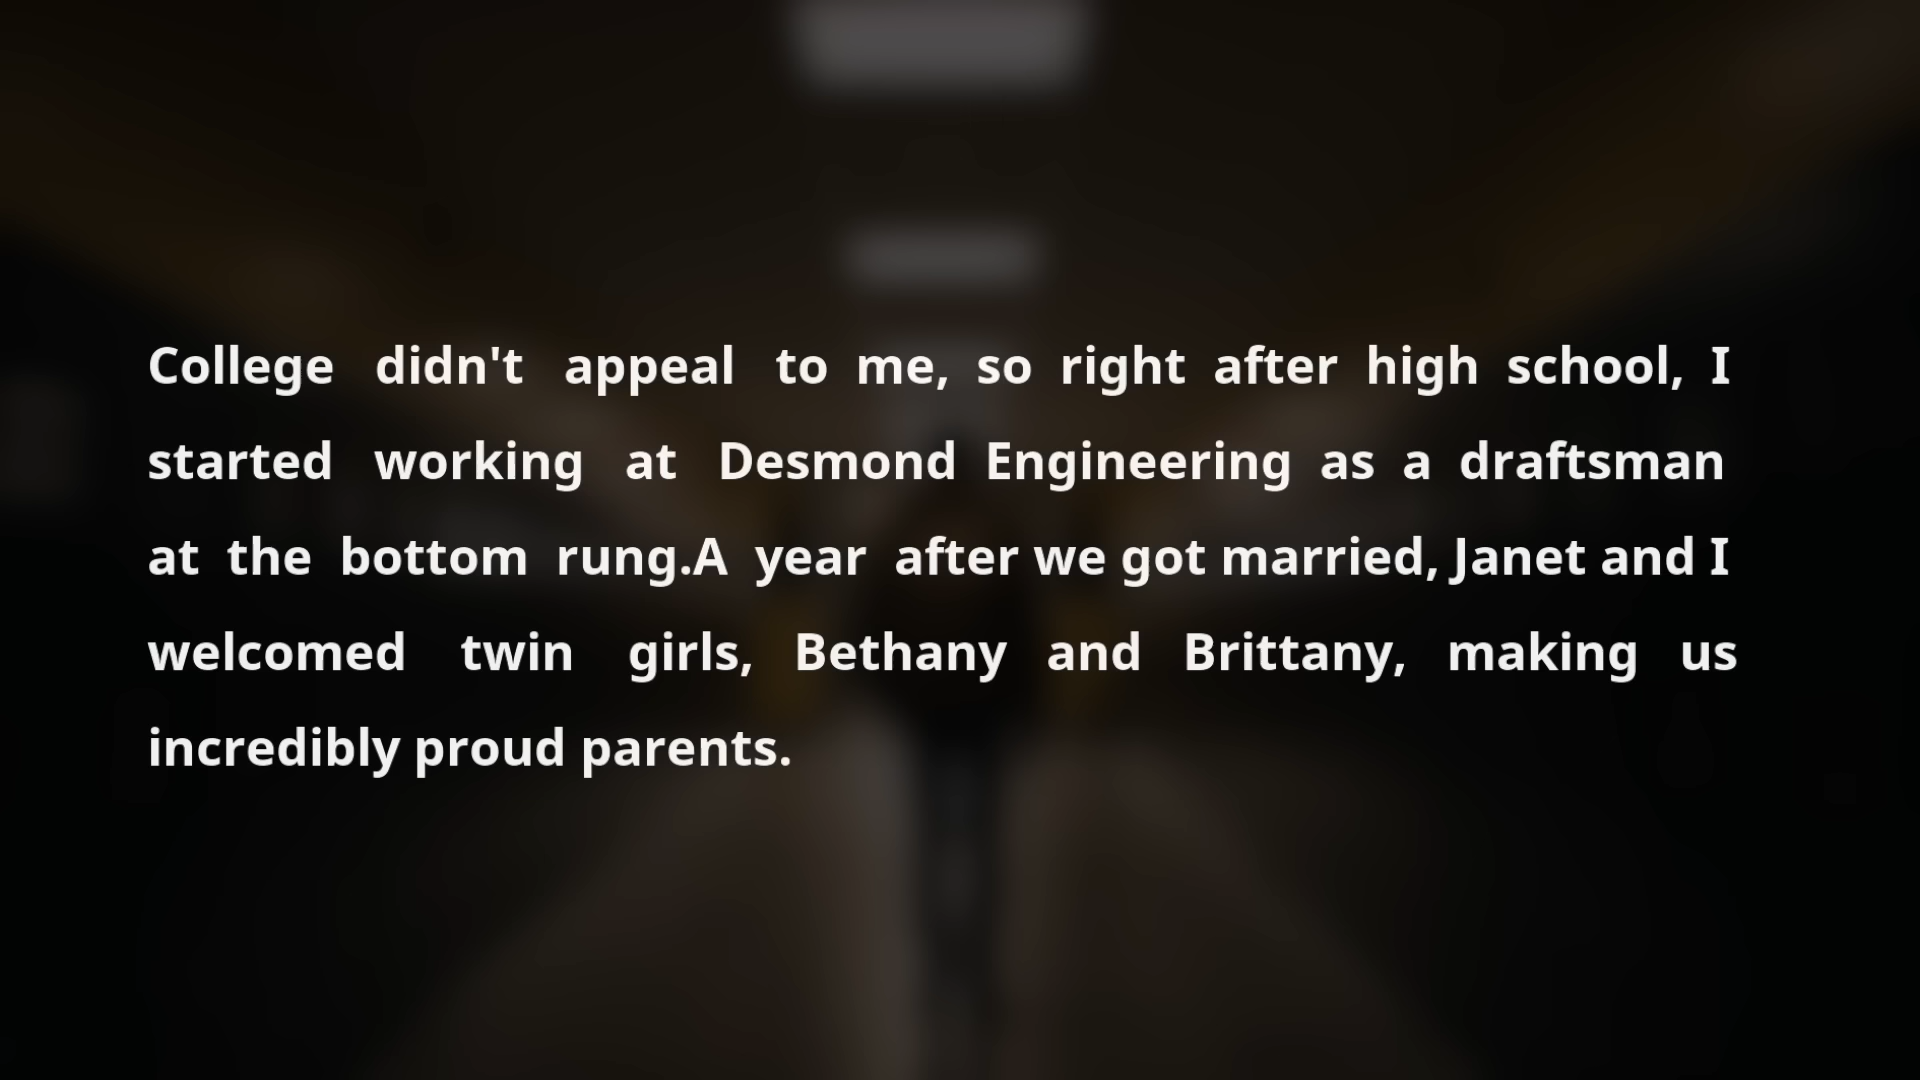 College didn't appeal to me, so right after high school, I
started working at Desmond Engineering as a draftsman
at the bottom rung.A year after we got married, Janet and I
welcomed twin girls, Bethany and Brittany, making us
incredibly proud parents.